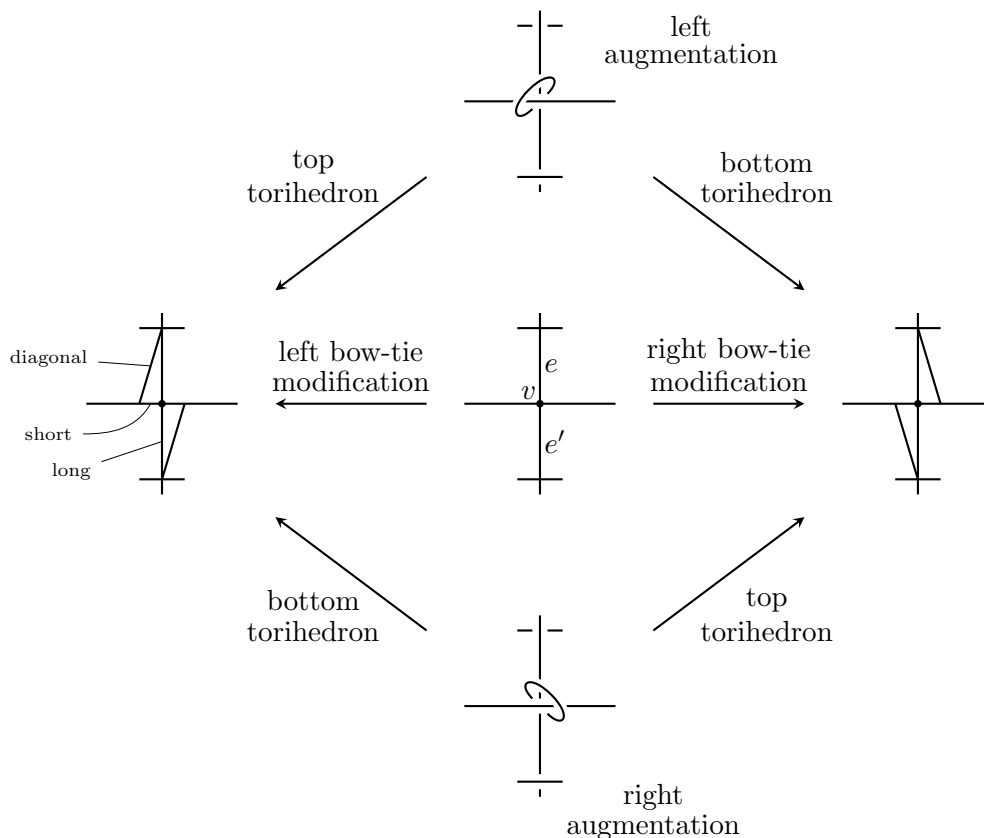 left
augmentation
top
torihedron
bottom
torihedron
diagonal
short
long
left bow-tie
modification
e
v
e′
right bow-tie
modification
bottom
torihedron
top
torihedron
right
augmentation